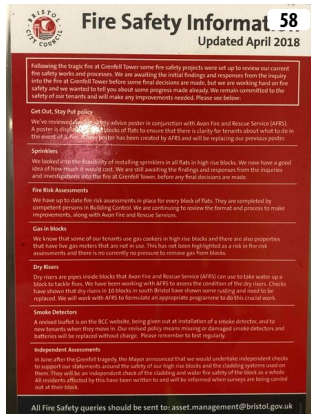 BRISTOL
CITY COUNCIL
Fire Safety Information
58
Updated April 2018
Following the tragic fire at Grenfell Tower some fire safety projects were set up to review our current
fire safety works and processes. We are awaiting the initial findings and responses from the inquiry
into the fire at Grenfell Tower before some final decisions are made, but we are working hard on fire
safety and we wanted to tell you about some progress made already. We remain committed to the
safety of our tenants and will make any improvements needed. Please see below:
Get Out, Stay Put policy
We've reviewed safety advice poster in conjunction with Avon Fire and Rescue Service (AFRS).
A poster is displayed blocks of flats to ensure that there is clarity for tenants about what to do in
the event of a poster has been created by AFRS and will be replacing our previous poster
Sprinklers
We looked into the feasibility of installing sprinklers in all flats in high rise blocks. We now have a good
idea of how much it would cost. We are still awaiting the findings and responses from the inquiries
and investigations into the fire at Grenfell Tower, before any final decisions are made.
Fire Risk Assessments
We have up to date fire risk assessments in place for every block of flats. They are completed by
competent persons in Building Control. We are continuing to review the format and process to make
improvements, along with Avon Fire and Rescue Services.
Gas in blocks
We know that some of our tenants use gas cookers in high rise blocks and there are also properties
that have live gas meters that are not in use. This has not been highlighted as a risk in fire risk
assessments and there is currently no pressure to remove gas from blocks.
Dry Risers
Dry risers are pipes inside blocks that Avon Fire and Rescue Service (AFRS) can use to take water up a
block to tackle fires. We have been working with AFRS to assess the condition of the dry risers. Checks
have shown that dry risers in 10 blocks in south Bristol have shown some rusting and need to be
replaced. We will work with AFRS to formulate an appropriate programme to do this crucial work.
Smoke Detectors
A revised leaflet is on the BCC website, being given out at installation of a smoke detector, and to
new tenants when they move in. Our revised policy means missing or damaged smoke detectors and
batteries will be replaced without charge. Please remember to test regularly.
Independent Assessments
In June after the Grenfell tragedy, the Mayor announced that we would undertake independent checks
to support our statements around the safety of our high rise blocks and the cladding systems used on
them. They will be an independent check of the cladding and wider fire safety of the block as a whole.
All residents affected by this have been written to and will be informed when surveys are being carried
out at their block.
All Fire Safety queries should be sent to: asset.management@bristol.gov.uk